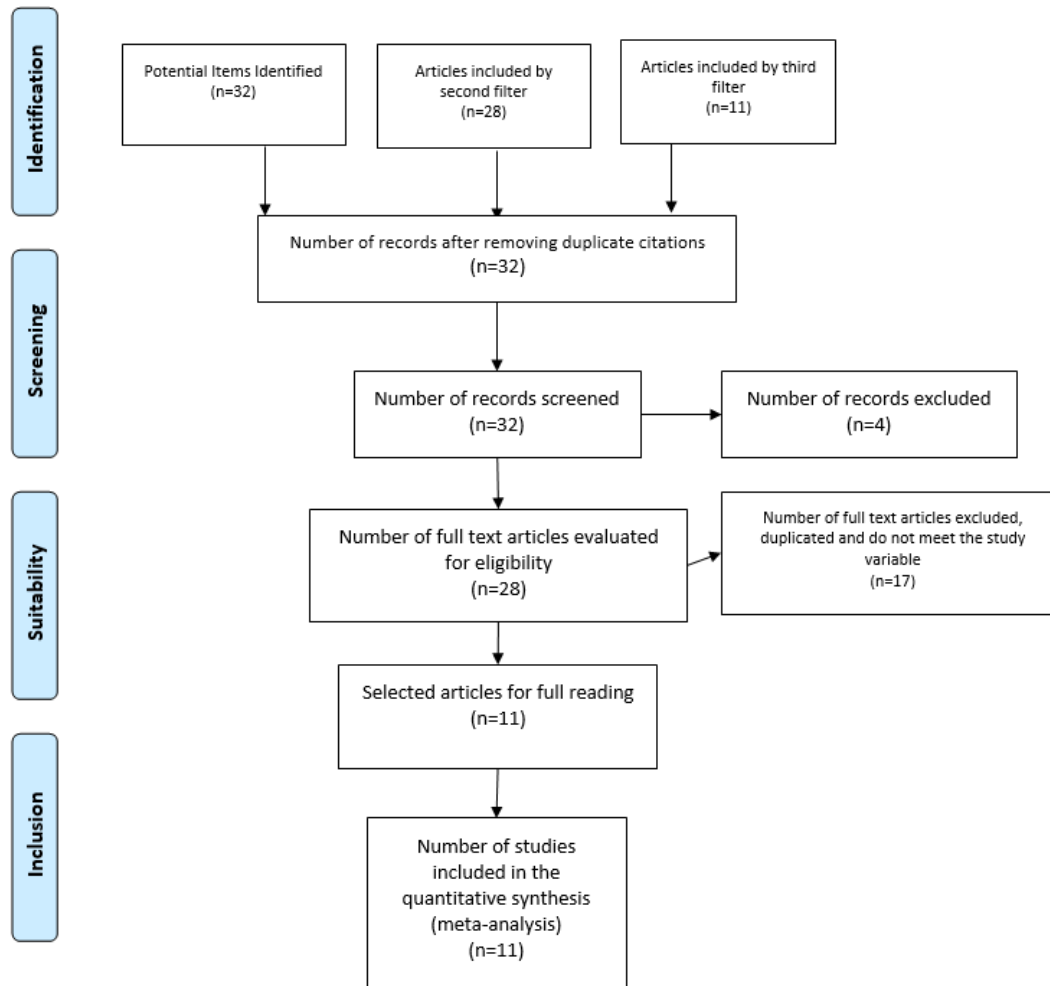 Identification
Potential Items Identified
(n=32)
Articles included by
second filter
(n=28)
Articles included by third
filter
(n=11)
Number of records after removing duplicate citations
(n=32)
Screening
Number of records screened
(n=32)
Number of records excluded
(n=4)
Suitability
Number of full text articles evaluated
for eligibility
(n=28)
Number of full text articles excluded,
duplicated and do not meet the study
variable
(n=17)
Selected articles for full reading
(n=11)
Inclusion
Number of studies
included in the
quantitative synthesis
(meta-analysis)
(n=11)